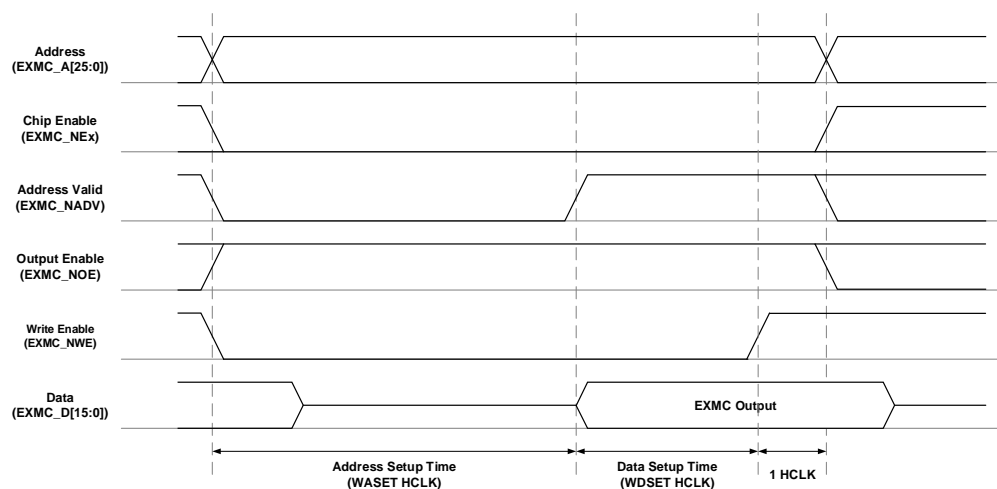 Address
(EXMC_A[25:0])
Chip Enable
(EXMC_NEx)
Address Valid
(EXMC_NADV)
Output Enable
(EXMC_NOE)
Write Enable
(EXMC_NWE)
Data
(EXMC_D[15:0])
EXMC Output
Address Setup Time
(WASET HCLK)
Data Setup Time
(WDSET HCLK)
1 HCLK